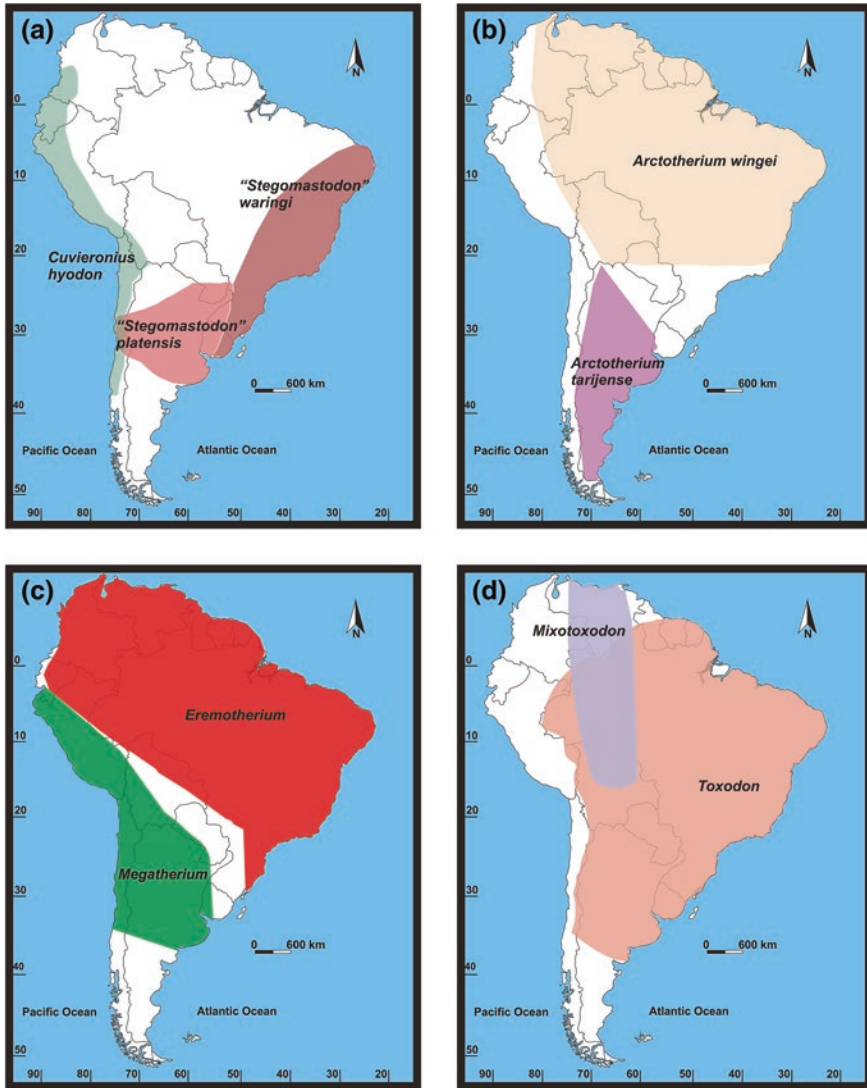 (a)
N
0
10
20
30
40
50
"Stegomastodon"
waringi
Cuvieronius
hyodon
"Stegomastodon"
platensis
0 600 km
Pacific Ocean Atlantic Ocean
90 80 70 60 50 40 30 20
(b)
N
0
10
20
30
40
50
Arctotherium wingei
Arctotherium
tarijense
0 600 km
Pacific Ocean Atlantic Ocean
90 80 70 60 50 40 30 20
(c)
N
0
10
20
30
40
50
Eremotherium
Megatherium
0 600 km
Pacific Ocean Atlantic Ocean
90 80 70 60 50 40 30 20
(d)
N
0
10
20
30
40
50
Mixotoxodon
Toxodon
0 600 km
Pacific Ocean Atlantic Ocean
90 80 70 60 50 40 30 20